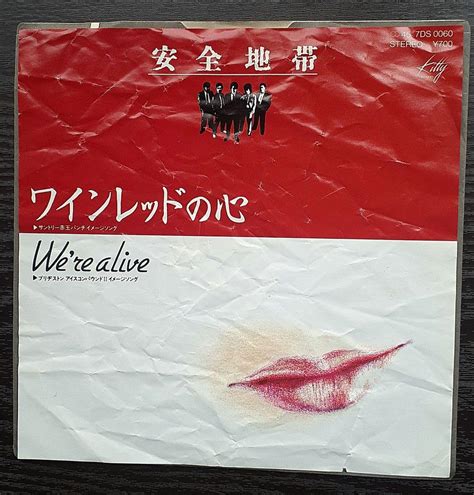 45 7DS 0060
STEREO ¥700
Kitty
安全地帯
ワインレッドの心
▶サントリー赤玉パンチ イメージソング
We're alive
▶ブリヂストン アイスコンパウンドII イメージソング